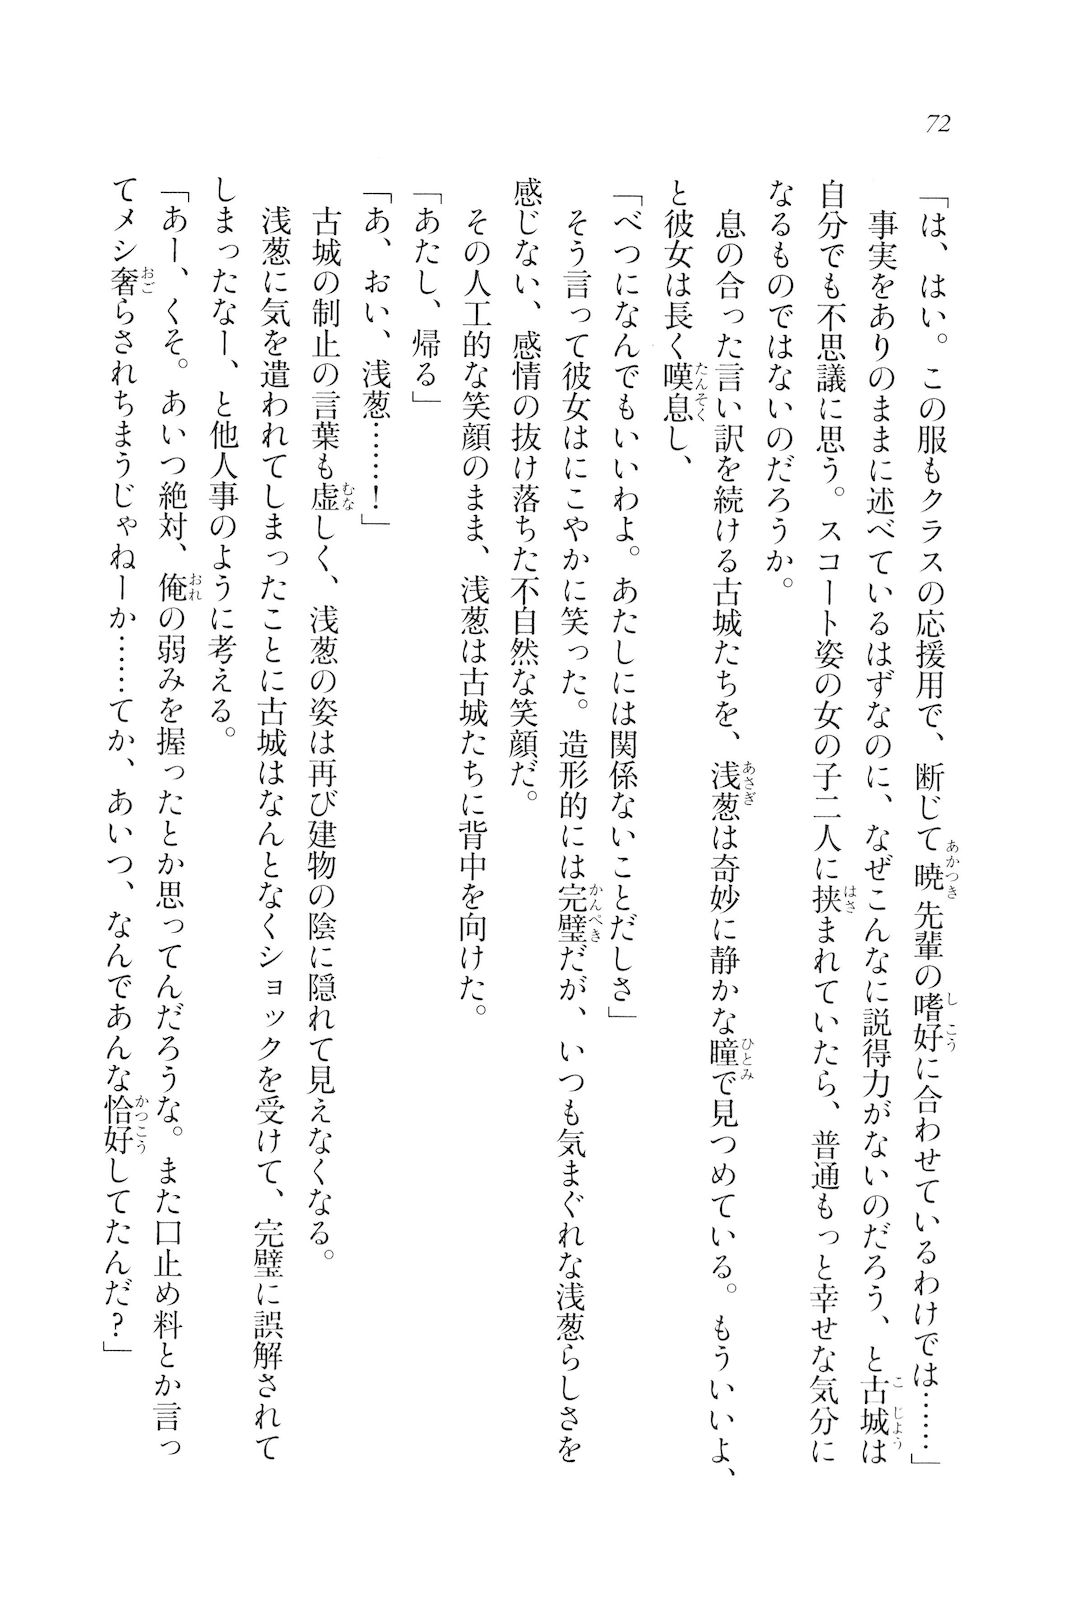 72
「は、はい。この服もクラスの応援用で、断じて暁先輩の嗜好に合わせているわけでは……」
　事実をありのままに述べているはずなのに、なぜこんなに説得力がないのだろう、と古城は
自分でも不思議に思う。スコート姿の女の子二人に挟まれていたら、普通もっと幸せな気分に
なるものではないのだろうか。
　息の合った言い訳を続ける古城たちを、浅葱は奇妙に静かな瞳で見つめている。もういいよ、
と彼女は長く嘆息し、
「べつになんでもいいわよ。あたしには関係ないことだしさ」
　そう言って彼女はにこやかに笑った。造形的には完璧だが、いつも気まぐれな浅葱らしさを
感じない、感情の抜け落ちた不自然な笑顔だ。
　その人工的な笑顔のまま、浅葱は古城たちに背中を向けた。
「あたし、帰る」
「あ、おい、浅葱……！」
　古城の制止の言葉も虚しく、浅葱の姿は再び建物の陰に隠れて見えなくなる。
　浅葱に気を遣われてしまったことに古城はなんとなくショックを受けて、完璧に誤解されて
しまったなー、と他人事のように考える。
「あー、くそ。あいつ絶対、俺の弱みを握ったとか思ってんだろうな。また口止め料とか言っ
てメシ奢らされちまうじゃねーか……てか、あいつ、なんであんな恰好してたんだ？」